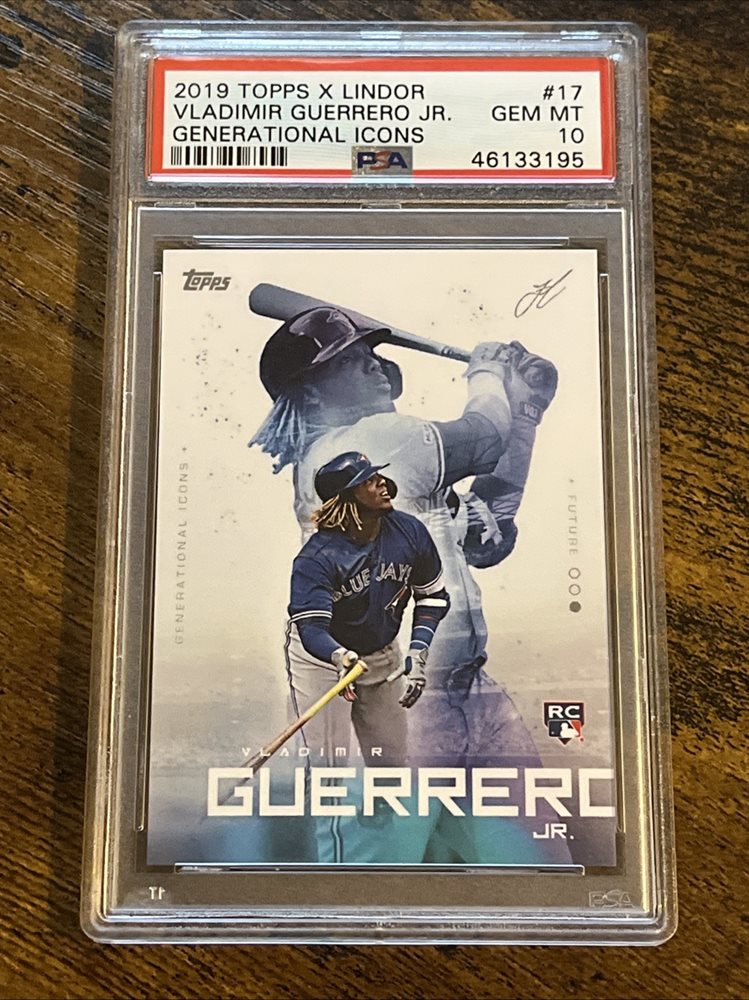 2019 TOPPS X LINDOR #17
VLADIMIR GUERRERO JR. GEM MT
GENERATIONAL ICONS 10
PSA 46133195
Topps
GENERATIONAL ICONS
FUTURE
BLUE JAYS
RC
VLADIMIR
GUERRERO
JR.
PSA